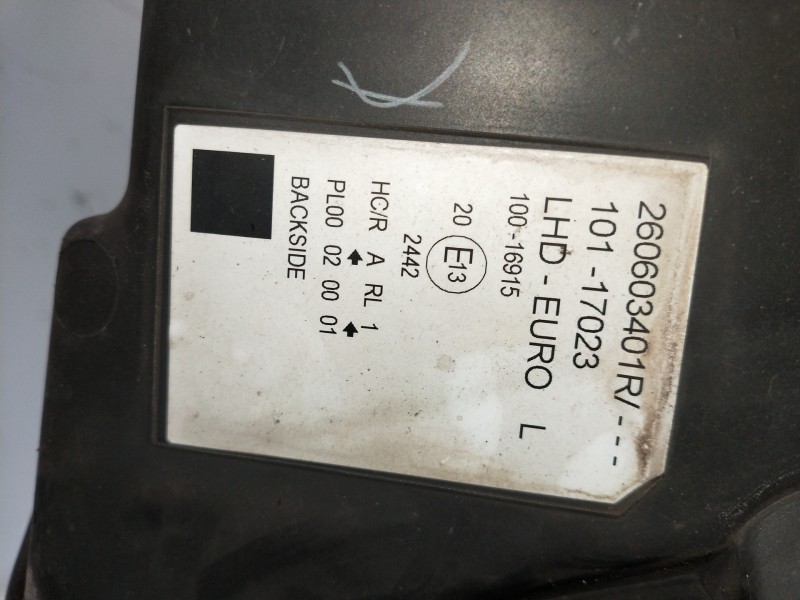 260603401R/- - -
101 -17023
LHD - EURO L
100 -16915
20 E13
2442
HC/R A RL 1
PL00 02 00 01
BACKSIDE